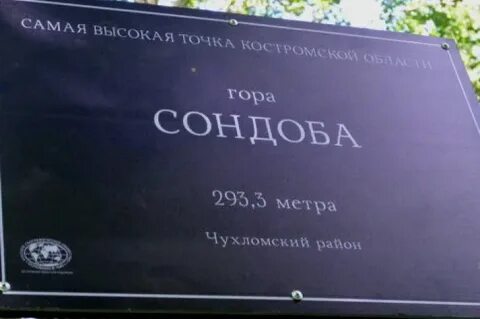 САМАЯ ВЫСОКАЯ ТОЧКА КОСТРОМСКОЙ ОБЛАСТИ
гора
СОНДОБА
293,3 метра
Чухломский район